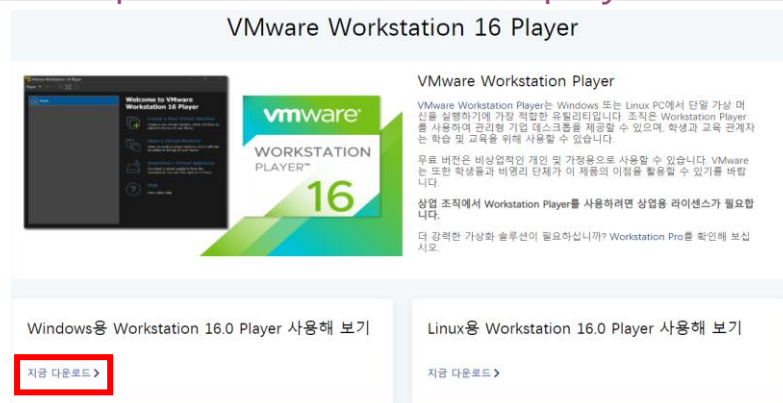 VMware Workstation 16 Player
Welcome to VMware
Workstation 16 Player
Create a New Virtual Machine
Open a Virtual Machine
Download a Virtual Appliance
Help
vmware
WORKSTATION
PLAYER™
16
VMware Workstation Player
VMware Workstation Player는 Windows 또는 Linux PC에서 단일 가상 머
신을 실행하기에 가장 적합한 유틸리티입니다. 조직은 Workstation Player
를 사용하여 관리형 기업 데스크톱을 제공할 수 있으며, 학생과 교육 관계자
는 학습 및 교육을 위해 사용할 수 있습니다.
무료 버전은 비상업적인 개인 및 가정용으로 사용할 수 있습니다. VMware
는 또한 학생들과 비영리 단체가 이 제품의 이점을 활용할 수 있기를 바랍
니다.
상업 조직에서 Workstation Player를 사용하려면 상업용 라이센스가 필요합
니다.
더 강력한 가상화 솔루션이 필요하십니까? Workstation Pro를 확인해 보십
시오.
Windows용 Workstation 16.0 Player 사용해 보기
지금 다운로드 >
Linux용 Workstation 16.0 Player 사용해 보기
지금 다운로드 >